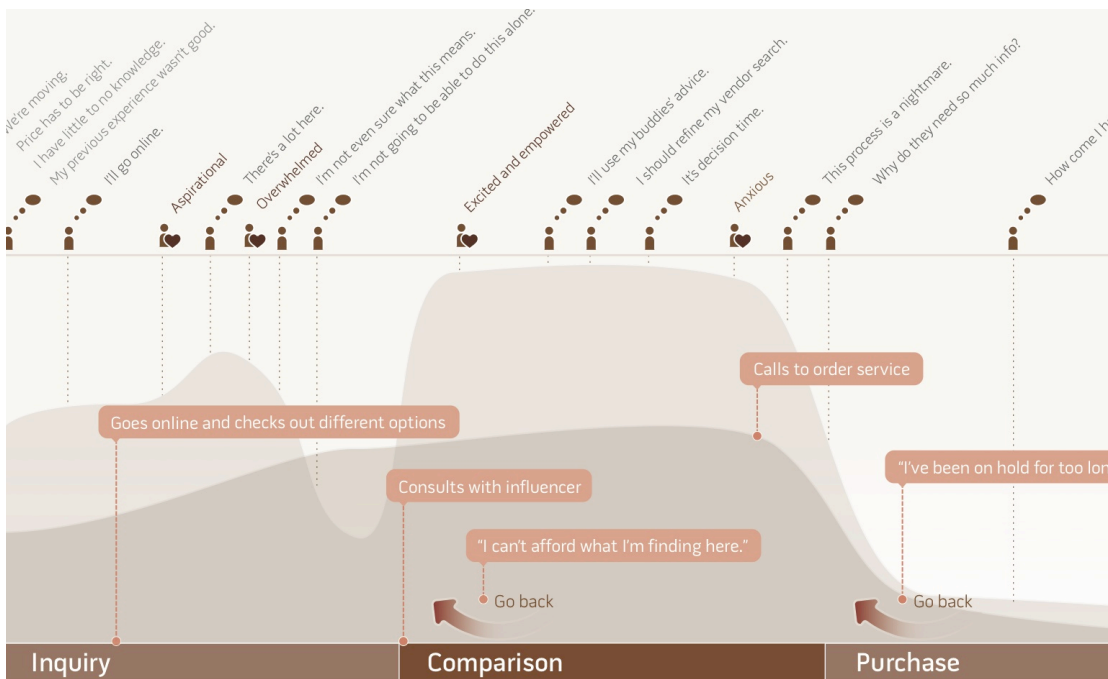 We're moving.
Price has to be right.
I have little to no knowledge.
My previous experience wasn't good.
I'll go online.
Aspirational
There's a lot here.
Overwhelmed
I'm not even sure what this means.
I'm not going to be able to do this alone.
Excited and empowered
I'll use my buddies' advice.
I should refine my vendor search.
It's decision time.
Anxious
This process is a nightmare.
Why do they need so much info?
How come I
Calls to order service
Goes online and checks out different options
"I've been on hold for too
Consults with influencer
"I can't afford what I'm finding here."
Go back
Go back
Inquiry
Comparison
Purchase